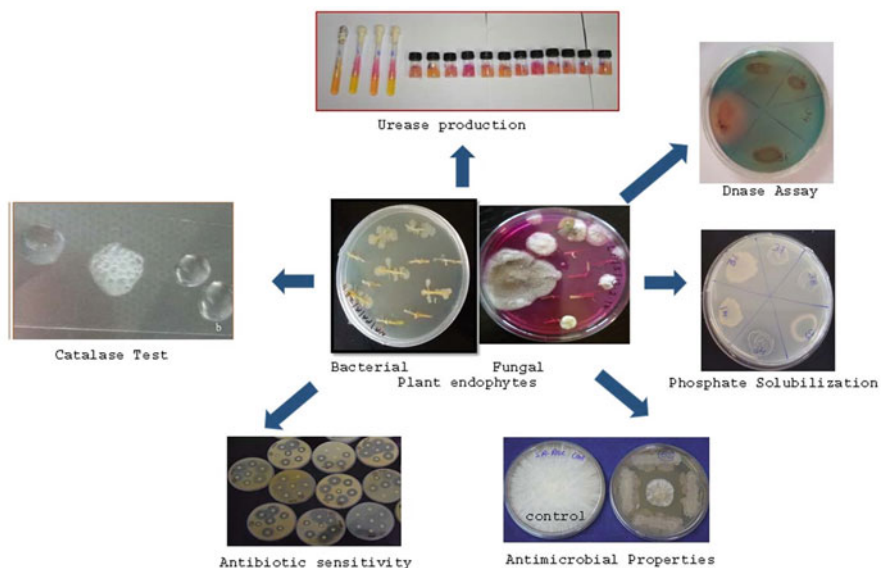 Urease production
Dnase Assay
b
Catalase Test
Bacterial
Fungal
Plant endophytes
Phosphate Solubilization
control
Antibiotic sensitivity
Antimicrobial Properties